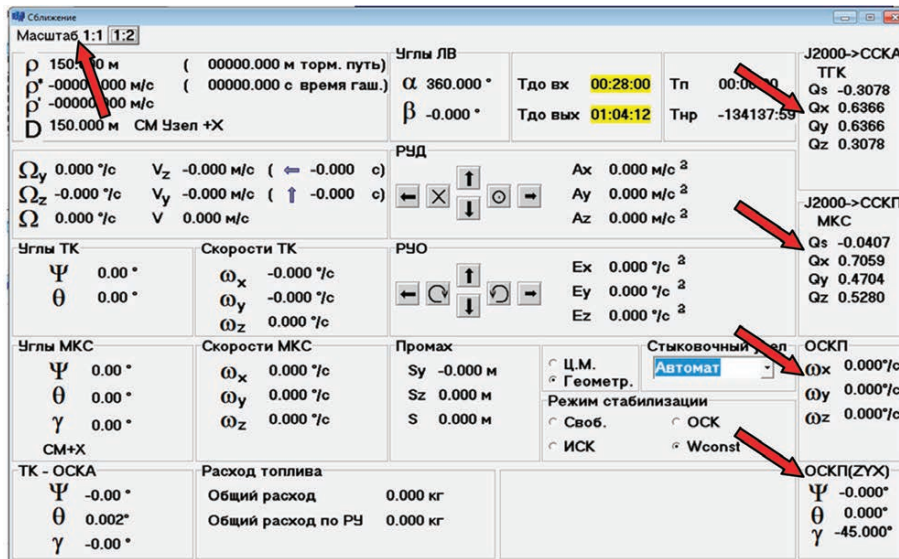 Сближение
Масштаб 1:1 1:2
ρ 150. м ( 00000.000 м торм. путь)
ρ̈ -00000.000 м/с ( 00000.000 с время гаш.)
ρ̇ -00000.000 м/с
D 150.000 м СМ Узел +X
Углы ЛВ
α 360.000 °
β -0.000 °
Тдо вх 00:28:00
Тдо вых 01:04:12
Тп
Тнр -134137:59
J2000->ССКА
ТГК
Qs -0.3078
Qx 0.6366
Qy 0.6366
Qz 0.3078
Ωy 0.000 °/с Vz -0.000 м/с ( ← -0.000 с)
Ωz -0.000 °/с Vy -0.000 м/с ( ↑ -0.000 с)
Ω 0.000 °/с V 0.000 м/с
РУД
Ax 0.000 м/с 2
Ay 0.000 м/с 2
Az 0.000 м/с 2
J2000->ССКП
МКС
Qs -0.0407
Qx 0.7059
Qy 0.4704
Qz 0.5280
Углы ТК
Ψ 0.00 °
θ 0.00 °
Скорости ТК
ωx -0.000 °/с
ωy -0.000 °/с
ωz 0.000 °/с
РУО
Ex 0.000 °/с 2
Ey 0.000 °/с 2
Ez 0.000 °/с 2
Углы МКС
Ψ 0.00 °
θ 0.00 °
γ 0.00 °
СМ+X
Скорости МКС
ωx 0.000 °/с
ωy 0.000 °/с
ωz 0.000 °/с
Промах
Sy -0.000 м
Sz 0.000 м
S 0.000 м
Ц.М.
Геометр.
Стыковочный узел
Автомат
Режим стабилизации
Своб. ОСК
ИСК Wconst
ОСКП
ωx 0.000°/с
ωy 0.000°/с
ωz 0.000°/с
ТК - ОСКА
Ψ -0.00 °
θ 0.002°
γ -0.00 °
Расход топлива
Общий расход 0.000 кг
Общий расход по РУ 0.000 кг
ОСКП(ZYX)
Ψ -0.000°
θ 0.000°
γ -45.000°